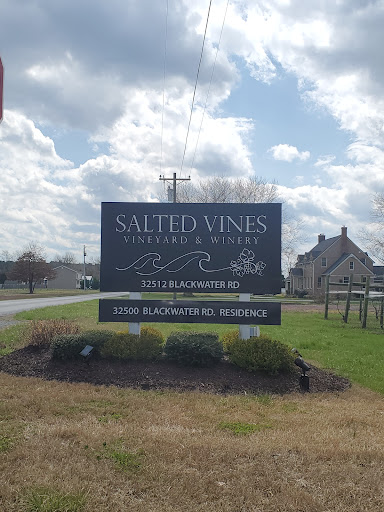 SALTED VINES
VINEYARD & WINERY
32512 BLACKWATER RD
32500 BLACKWATER RD. RESIDENCE